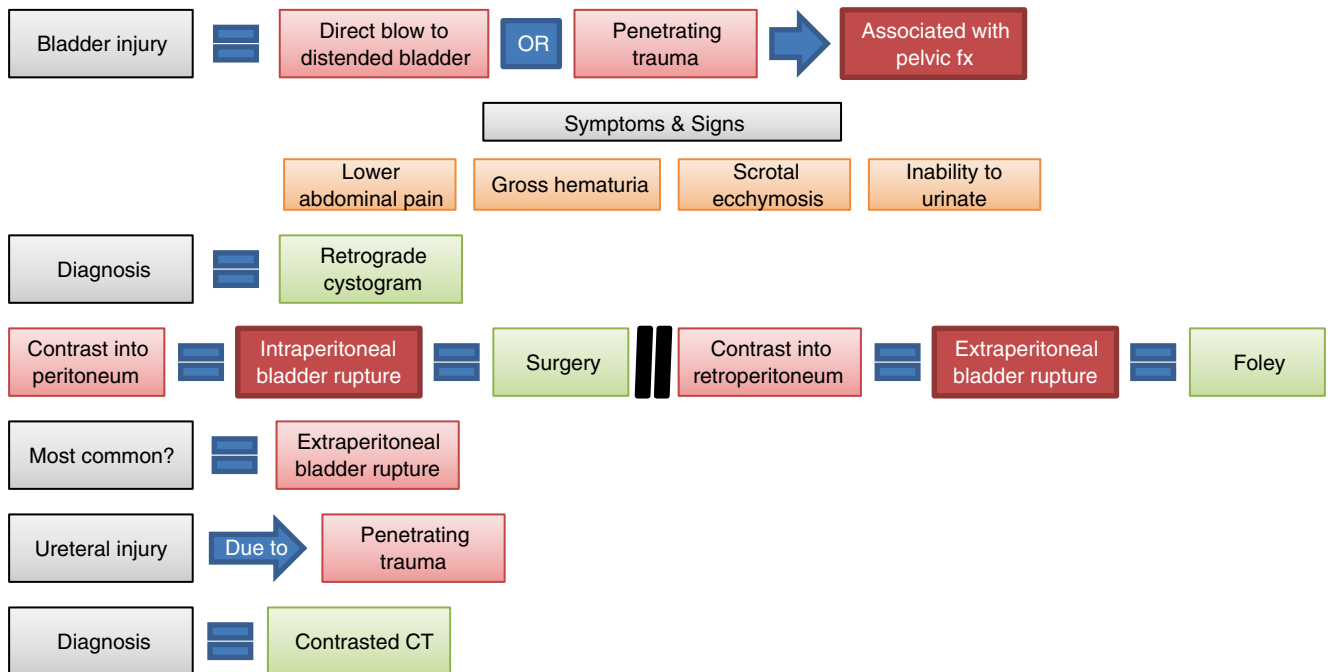 Bladder injury
Direct blow to
distended bladder
OR
Penetrating
trauma
Associated with
pelvic fx
Symptoms & Signs
Lower
abdominal pain
Gross hematuria
Scrotal
ecchymosis
Inability to
urinate
Diagnosis
Retrograde
cystogram
Contrast into
peritoneum
Intraperitoneal
bladder rupture
Surgery
Contrast into
retroperitoneum
Extraperitoneal
bladder rupture
Foley
Most common?
Extraperitoneal
bladder rupture
Ureteral injury
Due to
Penetrating
trauma
Diagnosis
Contrasted CT